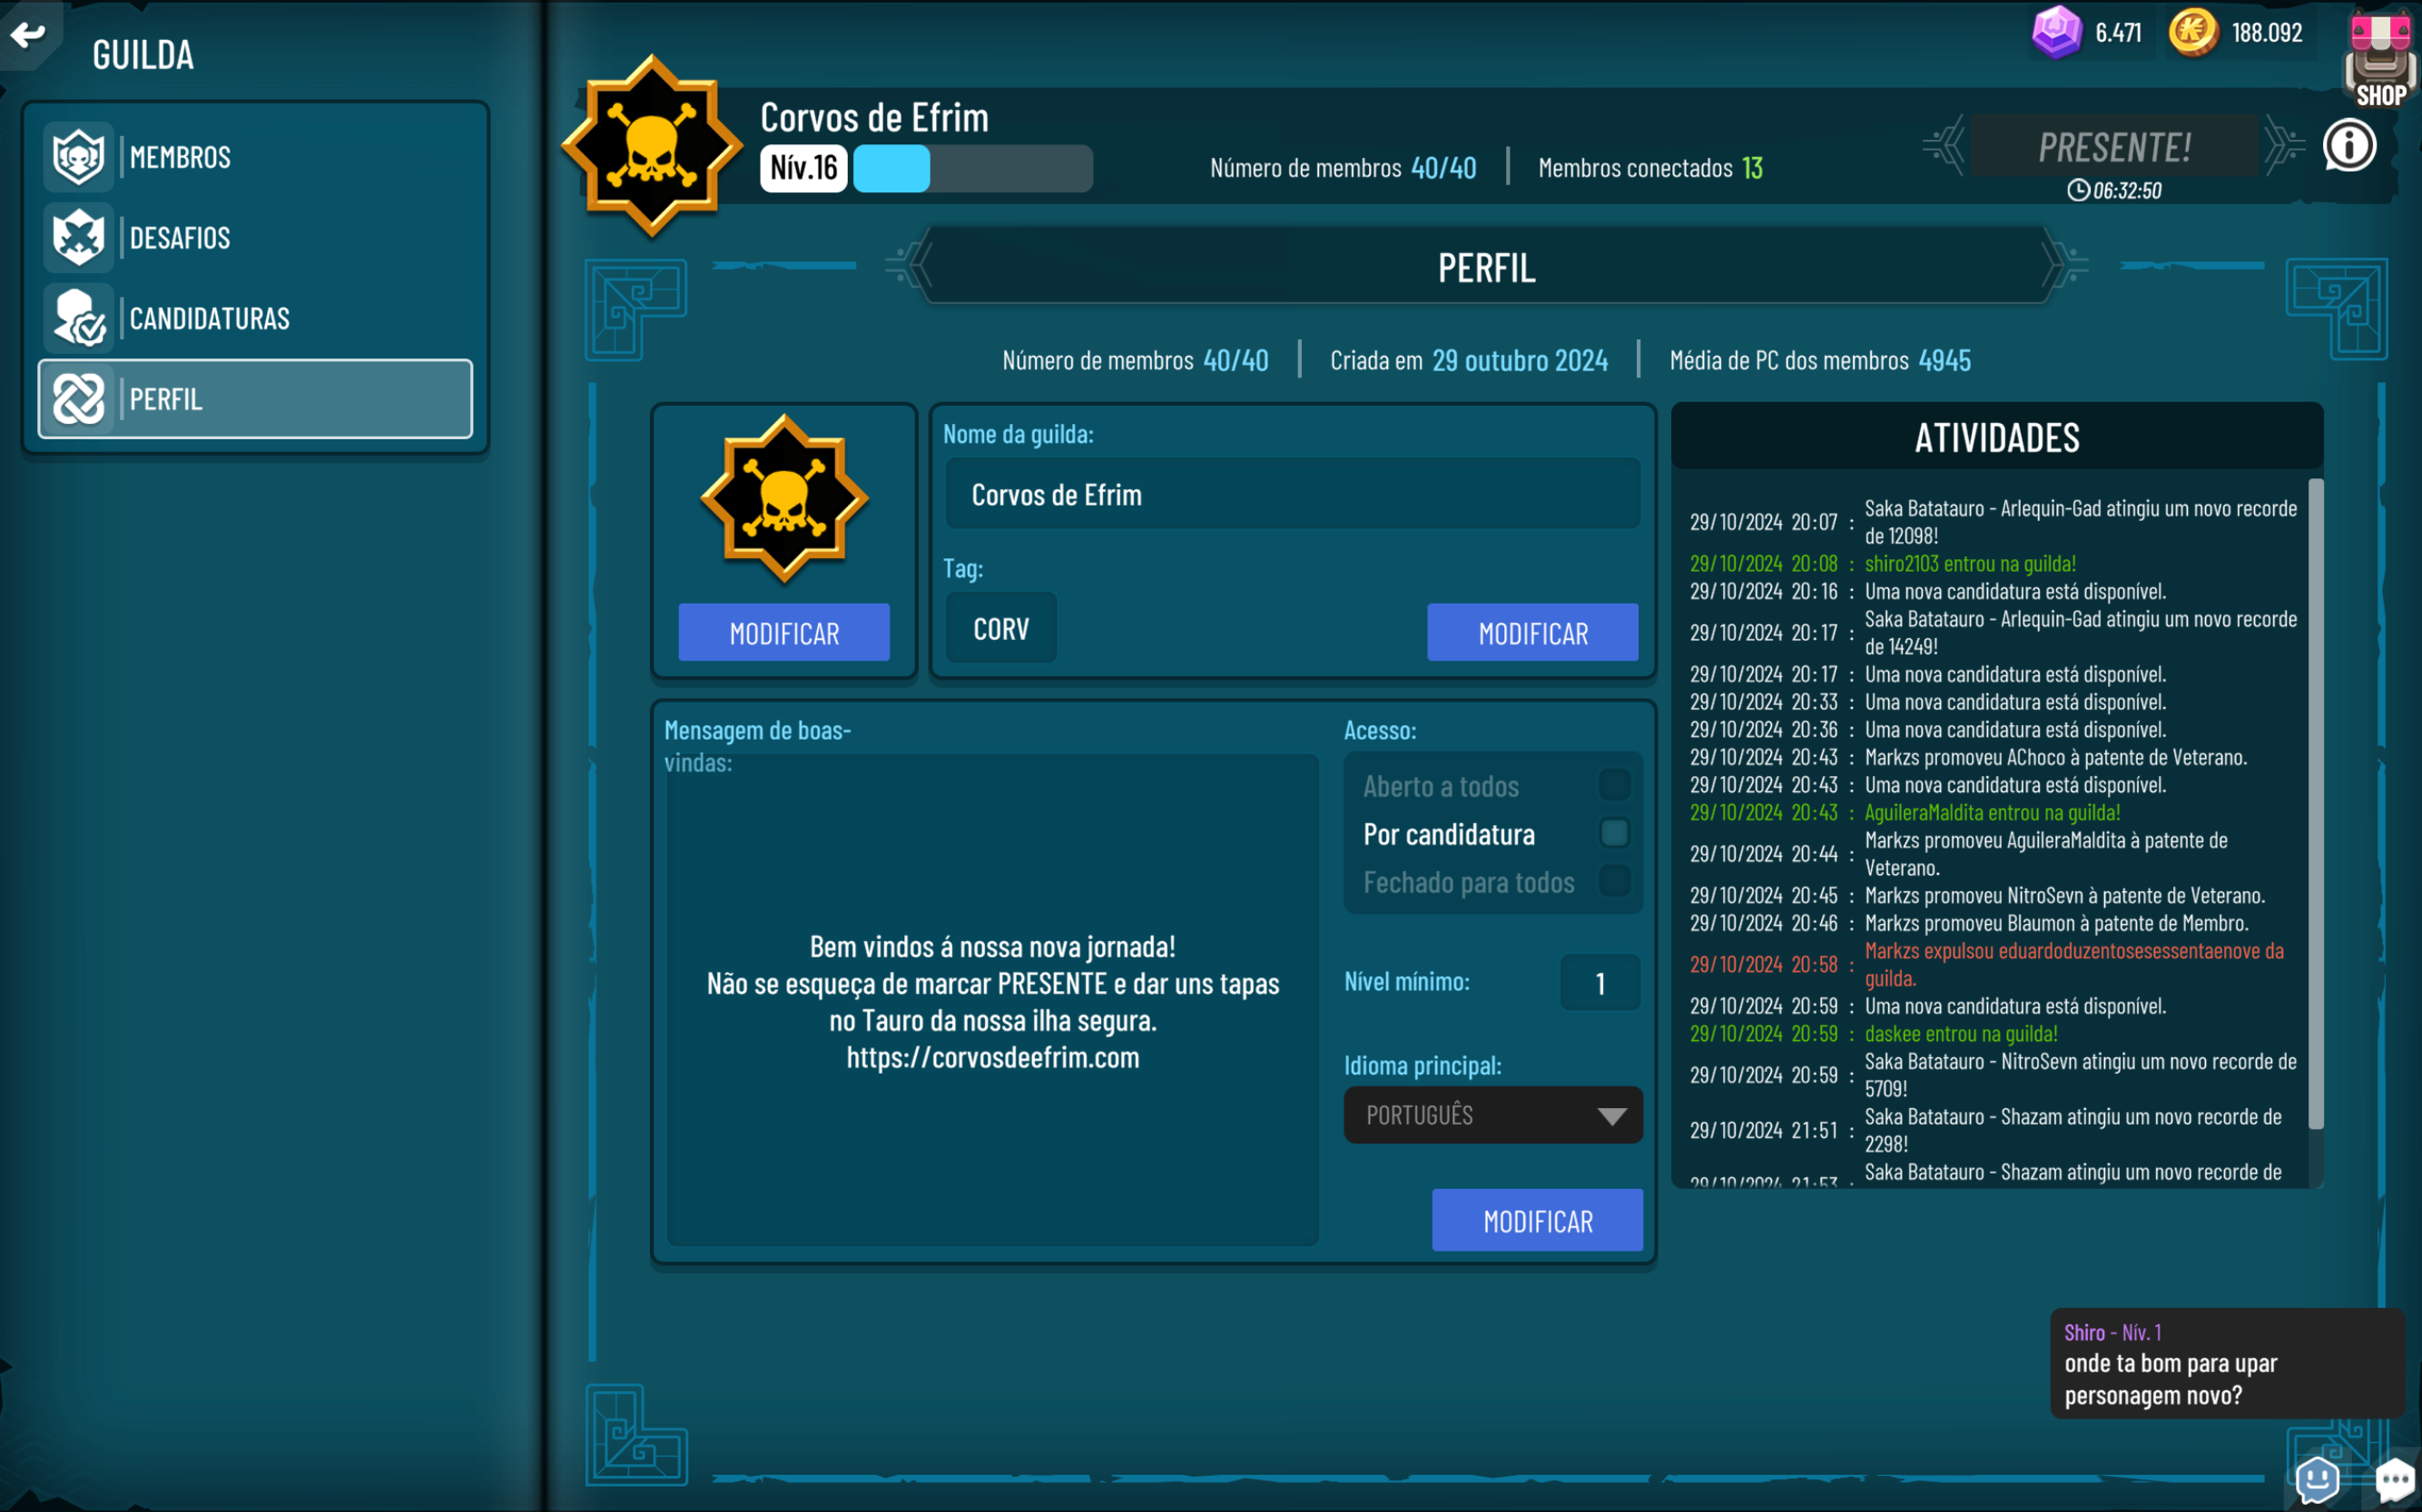 GUILDA
6.471
188.092
SHOP
MEMBROS
DESAFIOS
CANDIDATURAS
PERFIL
Corvos de Efrim
Nív.16
Número de membros 40/40
Membros conectados 13
PRESENTE!
06:32:50
PERFIL
Número de membros 40/40
Criada em 29 outubro 2024
Média de PC dos membros 4945
MODIFICAR
Nome da guilda:
Corvos de Efrim
Tag:
CORV
MODIFICAR
Mensagem de boas-
vindas:
Bem vindos á nossa nova jornada!
Não se esqueça de marcar PRESENTE e dar uns tapas
no Tauro da nossa ilha segura.
https://corvosdeefrim.com
Acesso:
Aberto a todos
Por candidatura
Fechado para todos
Nível mínimo:
1
Idioma principal:
PORTUGUÊS
MODIFICAR
ATIVIDADES
29/10/2024 20:07 : Saka Batatauro - Arlequin-Gad atingiu um novo recorde
de 12098!
29/10/2024 20:08 : shiro2103 entrou na guilda!
29/10/2024 20:16 : Uma nova candidatura está disponível.
29/10/2024 20:17 : Saka Batatauro - Arlequin-Gad atingiu um novo recorde
de 14249!
29/10/2024 20:17 : Uma nova candidatura está disponível.
29/10/2024 20:33 : Uma nova candidatura está disponível.
29/10/2024 20:36 : Uma nova candidatura está disponível.
29/10/2024 20:43 : Markzs promoveu AChoco à patente de Veterano.
29/10/2024 20:43 : Uma nova candidatura está disponível.
29/10/2024 20:43 : AguileraMaldita entrou na guilda!
29/10/2024 20:44 : Markzs promoveu AguileraMaldita à patente de
Veterano.
29/10/2024 20:45 : Markzs promoveu NitroSevn à patente de Veterano.
29/10/2024 20:46 : Markzs promoveu Blaumon à patente de Membro.
29/10/2024 20:58 : Markzs expulsou eduardoduzentosesessentaenove da
guilda.
29/10/2024 20:59 : Uma nova candidatura está disponível.
29/10/2024 20:59 : daskee entrou na guilda!
29/10/2024 20:59 : Saka Batatauro - NitroSevn atingiu um novo recorde de
5709!
29/10/2024 21:51 : Saka Batatauro - Shazam atingiu um novo recorde de
2298!
29/10/2024 21:53 : Saka Batatauro - Shazam atingiu um novo recorde de
Shiro - Nív. 1
onde ta bom para upar
personagem novo?